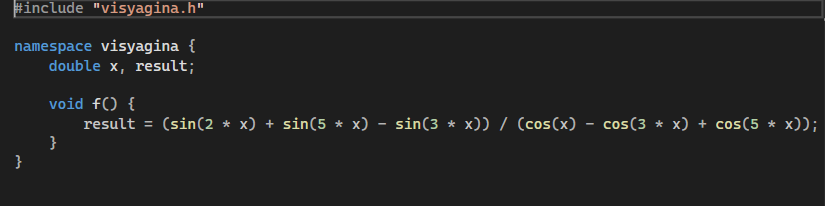 #include "visyagina.h"
namespace visyagina {
double x, result;
void f() {
result = (sin(2 * x) + sin(5 * x) - sin(3 * x)) / (cos(x) - cos(3 * x) + cos(5 * x));
}
}